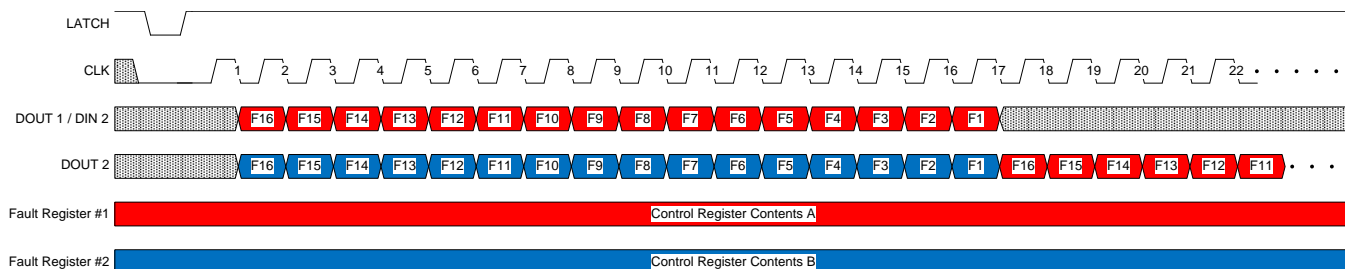 LATCH
CLK 1 2 3 4 5 6 7 8 9 10 11 12 13 14 15 16 17 18 19 20 21 22 . . . . .
DOUT 1 / DIN 2 F16 F15 F14 F13 F12 F11 F10 F9 F8 F7 F6 F5 F4 F3 F2 F1
DOUT 2 F16 F15 F14 F13 F12 F11 F10 F9 F8 F7 F6 F5 F4 F3 F2 F1 F16 F15 F14 F13 F12 F11 . . .
Fault Register #1 Control Register Contents A
Fault Register #2 Control Register Contents B